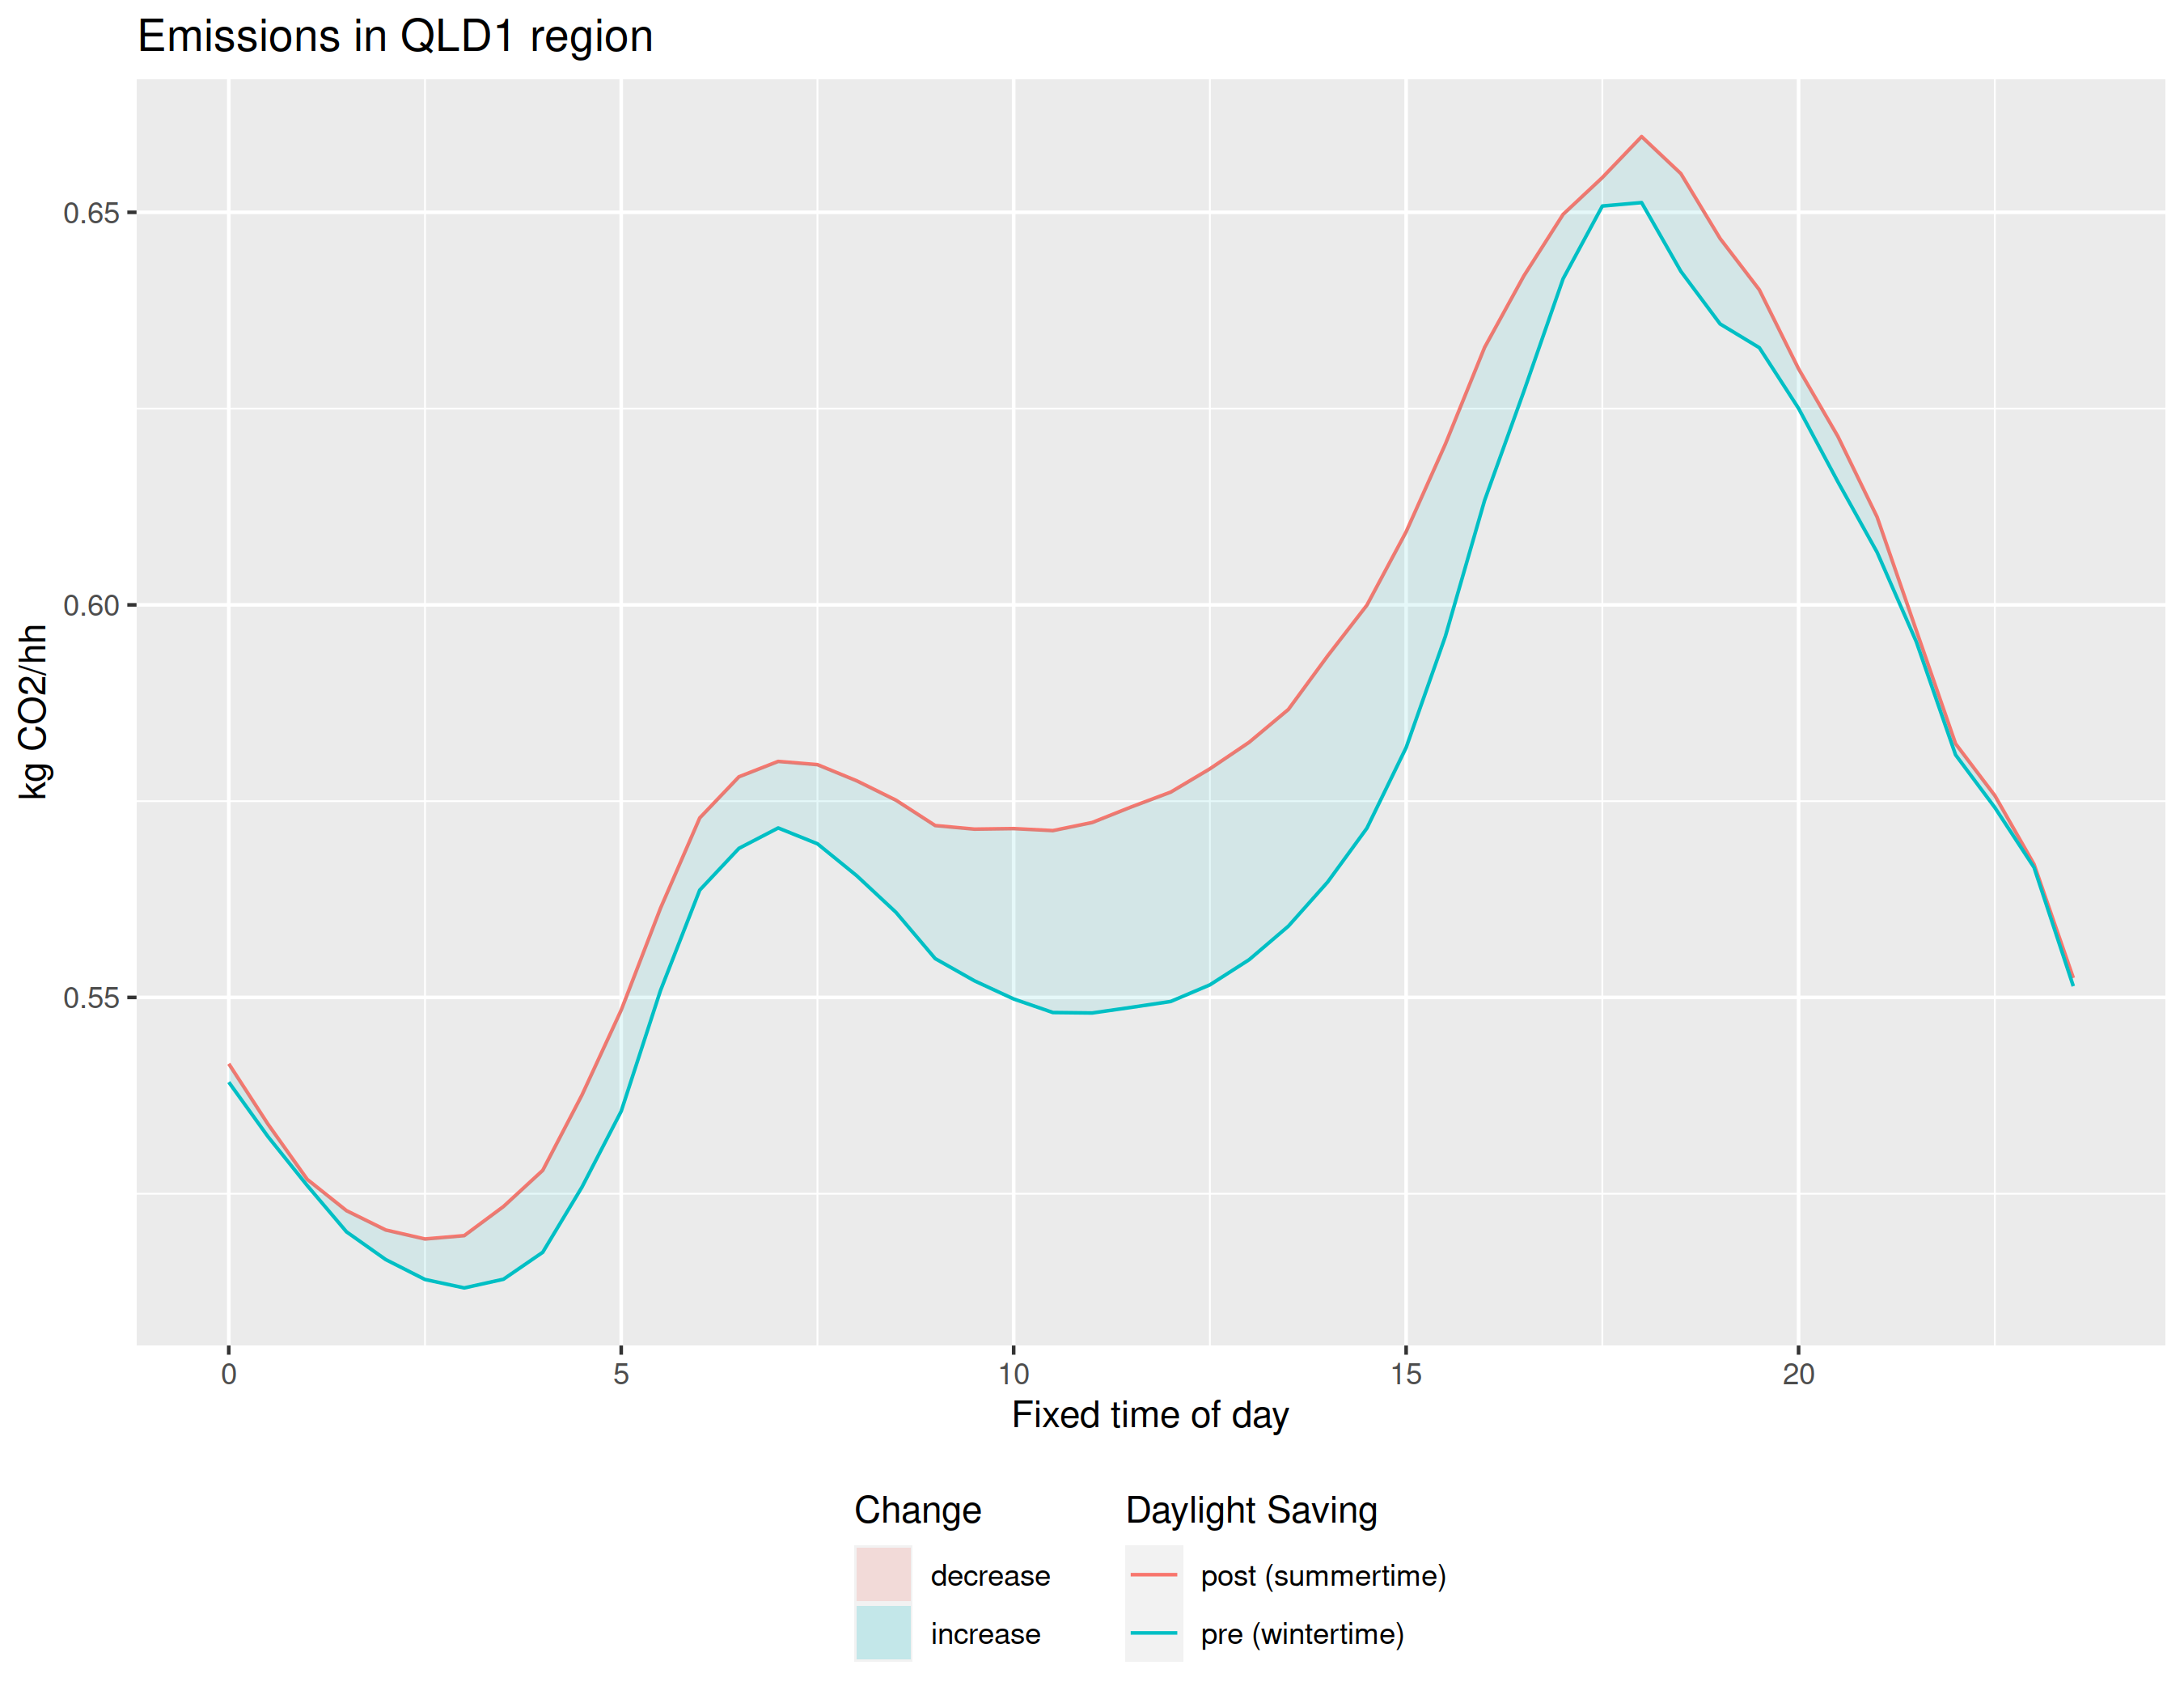 Emissions in QLD1 region
kg CO2/hh
0.65
0.60
0.55
0 5 10 15 20
Fixed time of day
Change
decrease
increase
Daylight Saving
post (summertime)
pre (wintertime)